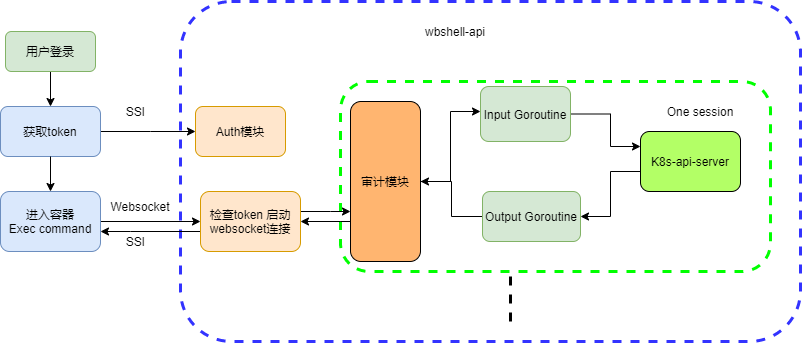 wbshell-api
用户登录
SSI
One session
获取token
Auth模块
Input Goroutine
K8s-api-server
审计模块
Websocket
进入容器
Exec command
检查token 启动
websocket连接
Output Goroutine
SSI